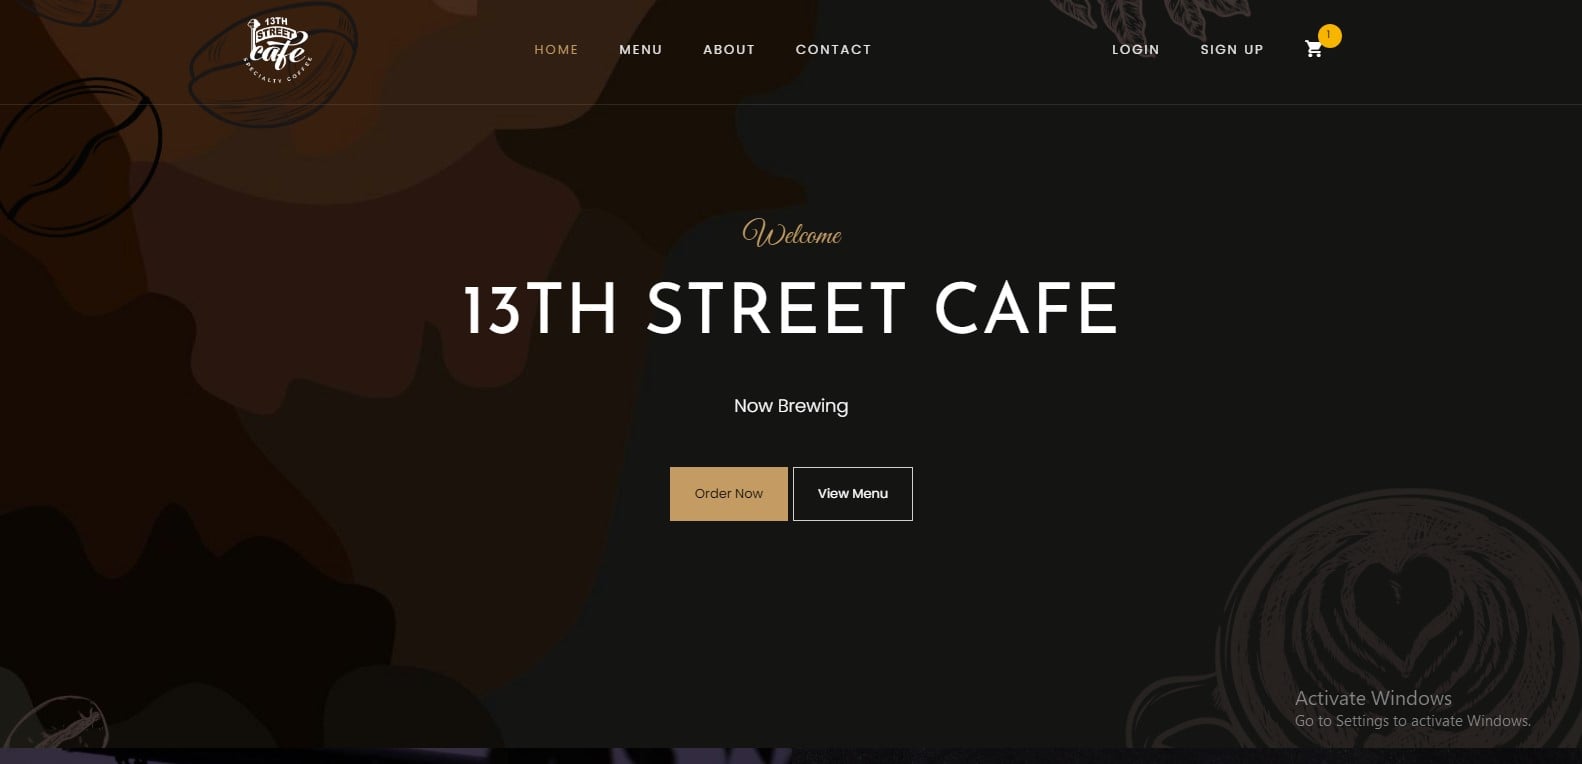 13TH
STREET
cafe
SPECIALTY COFFEE
HOME
MENU
ABOUT
CONTACT
LOGIN
SIGN UP
1
Welcome
13TH STREET CAFE
Now Brewing
Order Now
View Menu
Activate Windows
Go to Settings to activate Windows.